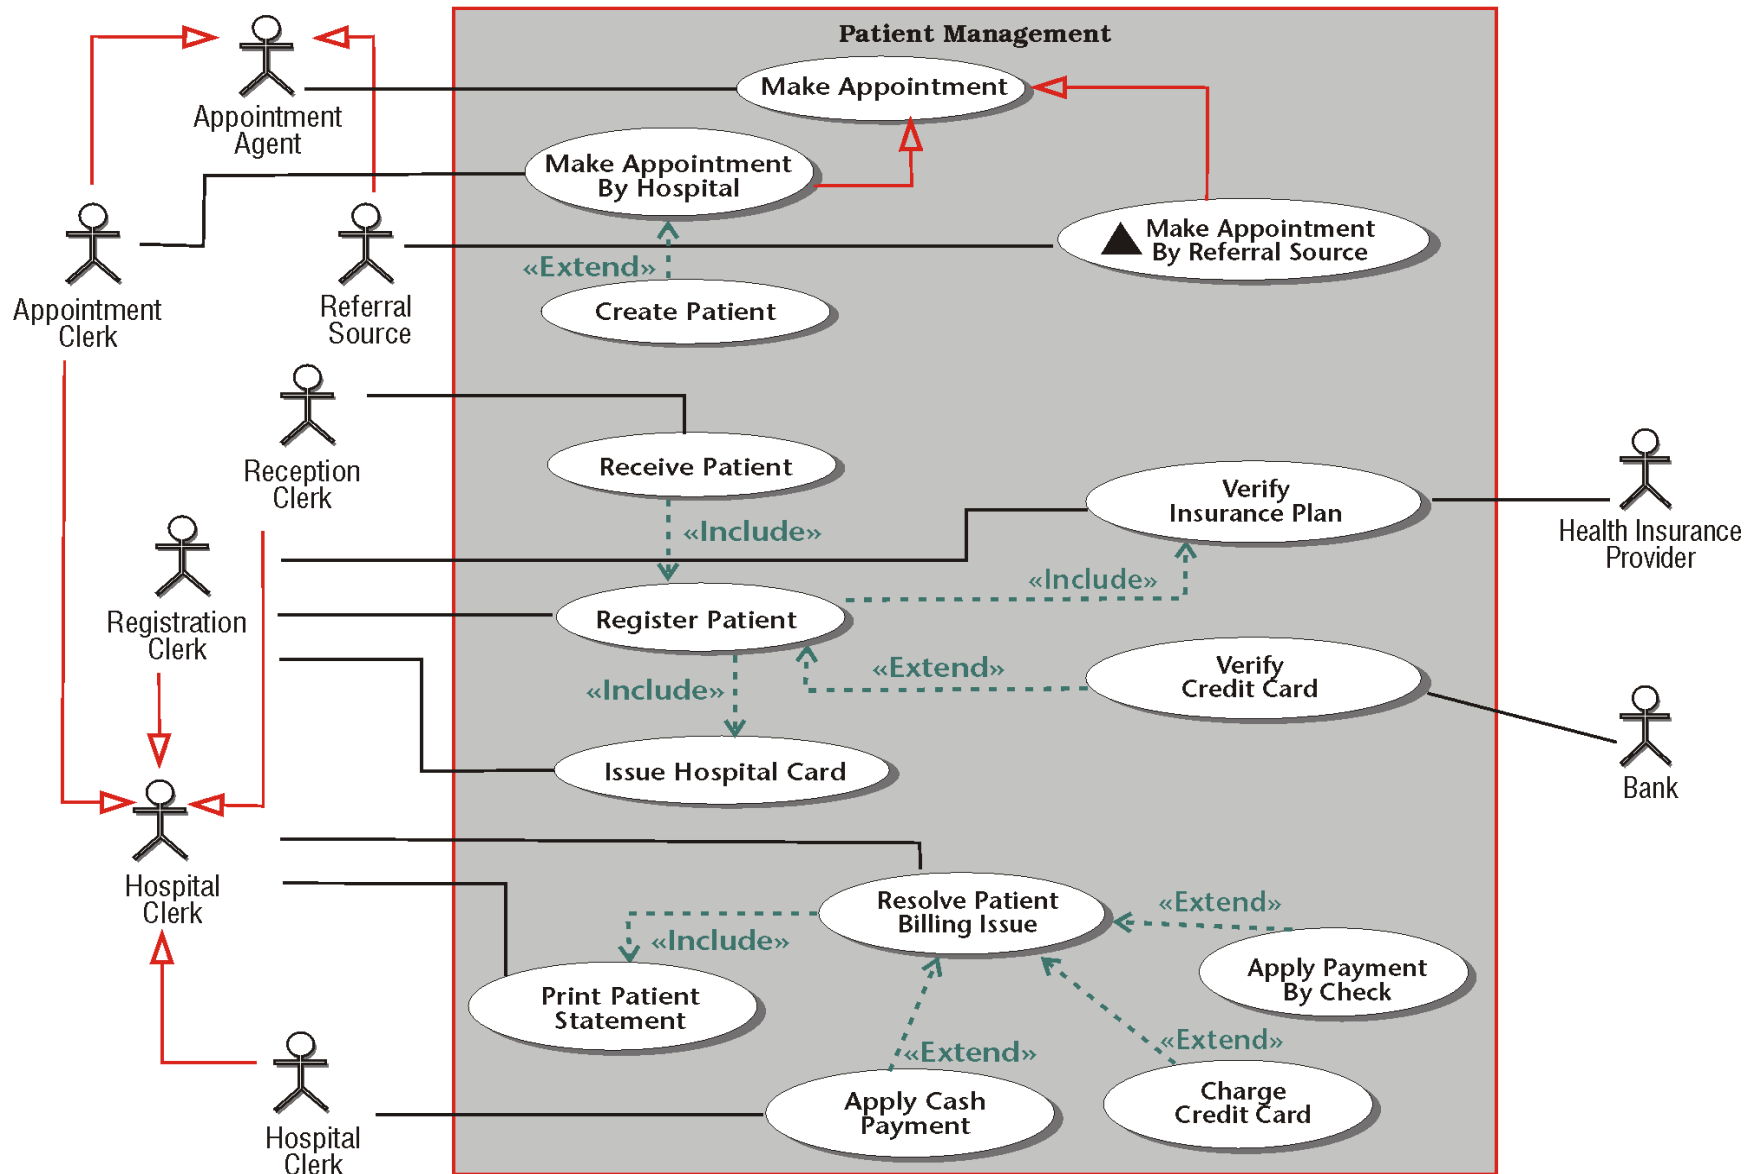 Patient Management
Make Appointment
Appointment
Agent
Make Appointment
By Hospital
Make Appointment
By Referral Source
«Extend»
Appointment
Clerk
Referral
Source
Create Patient
Reception
Clerk
Receive Patient
Verify
Insurance Plan
Health Insurance
Provider
«Include»
«Include»
Registration
Clerk
Register Patient
«Extend»
Verify
Credit Card
«Include»
Issue Hospital Card
Bank
Hospital
Clerk
Resolve Patient
Billing Issue
«Extend»
«Include»
Print Patient
Statement
Apply Payment
By Check
«Extend»
«Extend»
Apply Cash
Payment
Charge
Credit Card
Hospital
Clerk